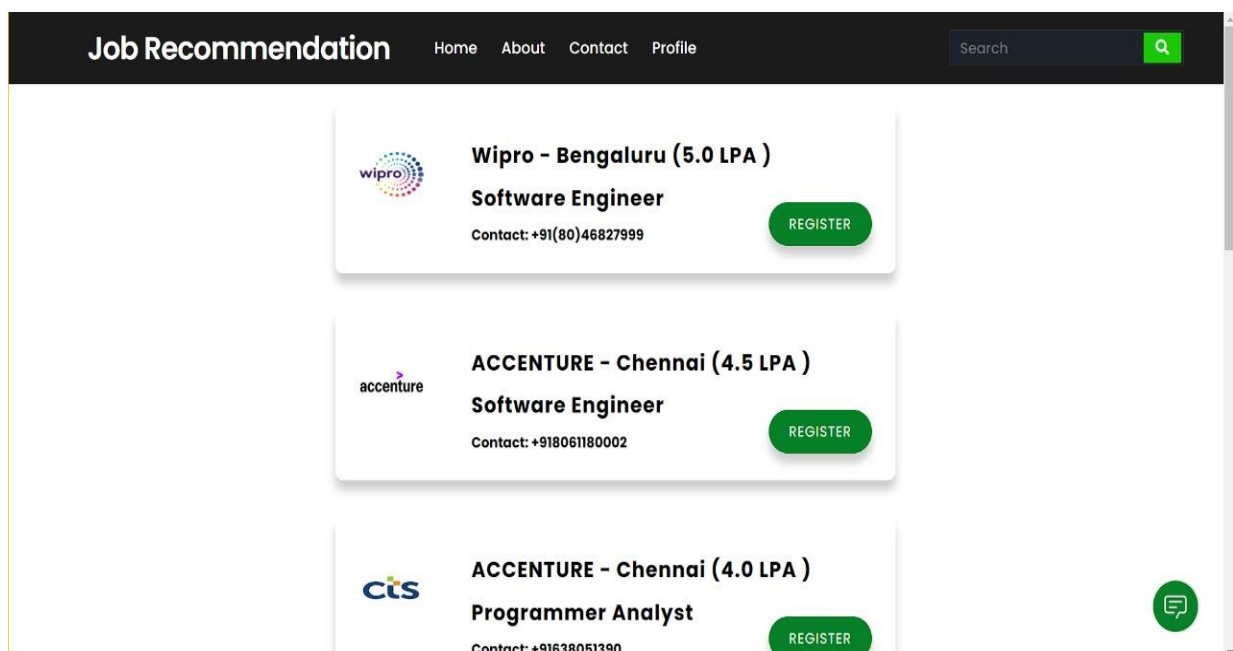 Job Recommendation Home About Contact Profile Search
wipro
Wipro - Bengaluru (5.0 LPA )
Software Engineer
Contact: +91(80)46827999
REGISTER
accenture
ACCENTURE - Chennai (4.5 LPA )
Software Engineer
Contact: +918061180002
REGISTER
cts
ACCENTURE - Chennai (4.0 LPA )
Programmer Analyst
Contact: +91638051390
REGISTER